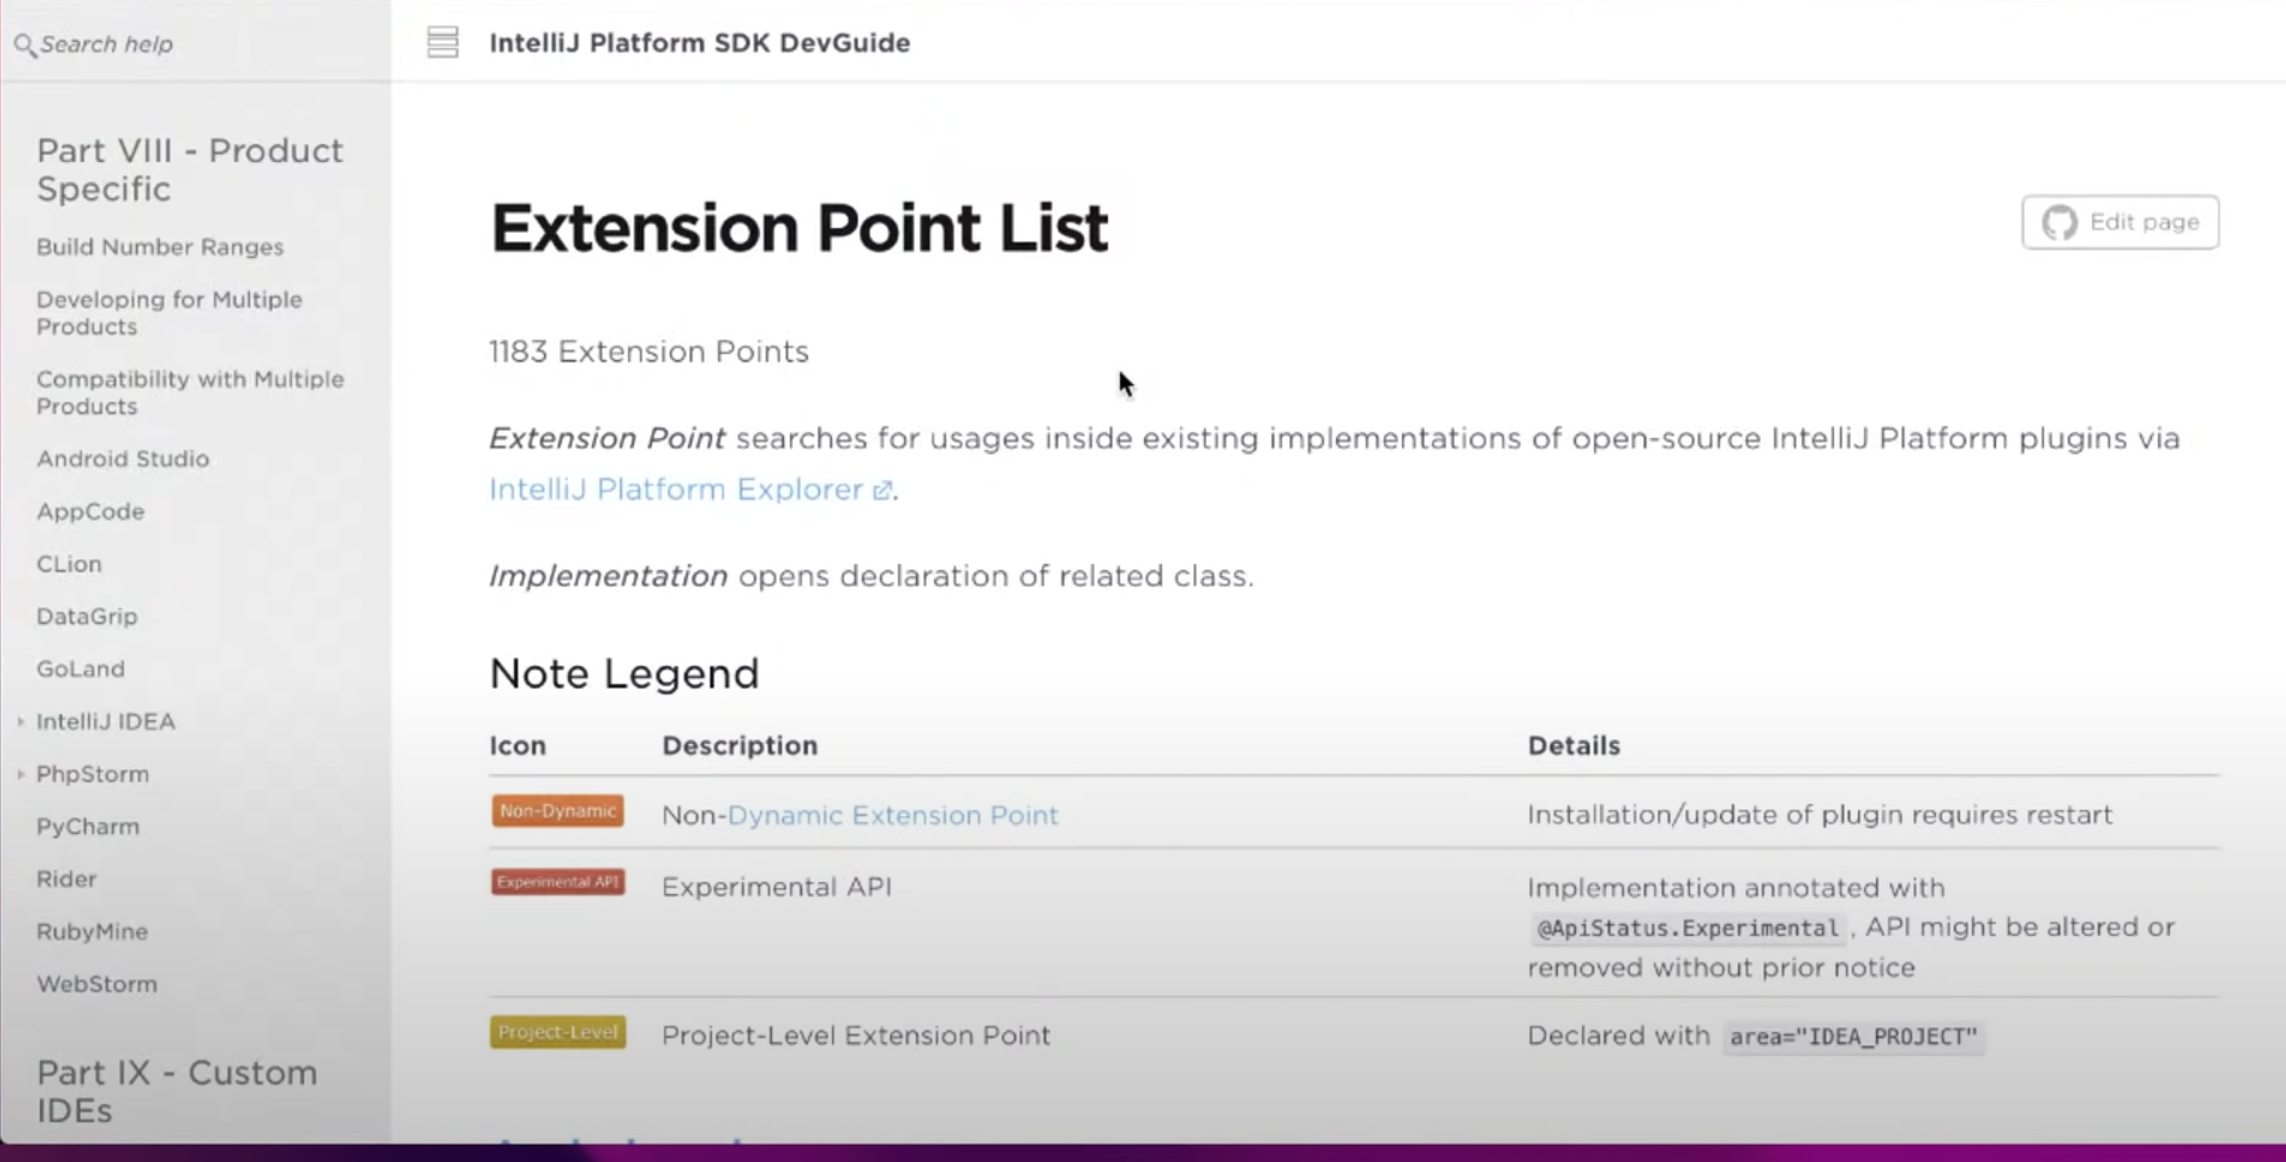 Search help
IntelliJ Platform SDK DevGuide
Part VIII - Product
Specific
Build Number Ranges
Developing for Multiple
Products
Compatibility with Multiple
Products
Android Studio
AppCode
CLion
DataGrip
GoLand
IntelliJ IDEA
PhpStorm
PyCharm
Rider
RubyMine
WebStorm
Part IX - Custom
IDEs
Extension Point List
Edit page
1183 Extension Points
Extension Point searches for usages inside existing implementations of open-source IntelliJ Platform plugins via
IntelliJ Platform Explorer.
Implementation opens declaration of related class.
Note Legend
Icon Description Details
Non-Dynamic Non-Dynamic Extension Point Installation/update of plugin requires restart
Experimental API Experimental API Implementation annotated with
@ApiStatus.Experimental , API might be altered or
removed without prior notice
Project-Level Project-Level Extension Point Declared with area="IDEA_PROJECT"